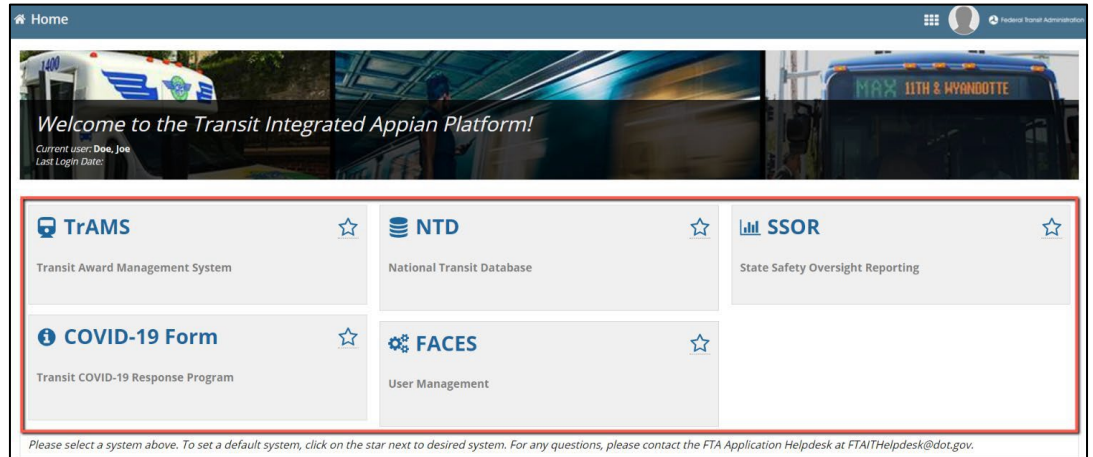 Home
Federal Transit Administration
1400
MAX 11TH & WYANDOTTE
Welcome to the Transit Integrated Appian Platform!
Current user: Doe, Joe
Last Login Date:
TrAMS
Transit Award Management System
NTD
National Transit Database
SSOR
State Safety Oversight Reporting
COVID-19 Form
Transit COVID-19 Response Program
FACES
User Management
Please select a system above. To set a default system, click on the star next to desired system. For any questions, please contact the FTA Application Helpdesk at FTAITHelpdesk@dot.gov.